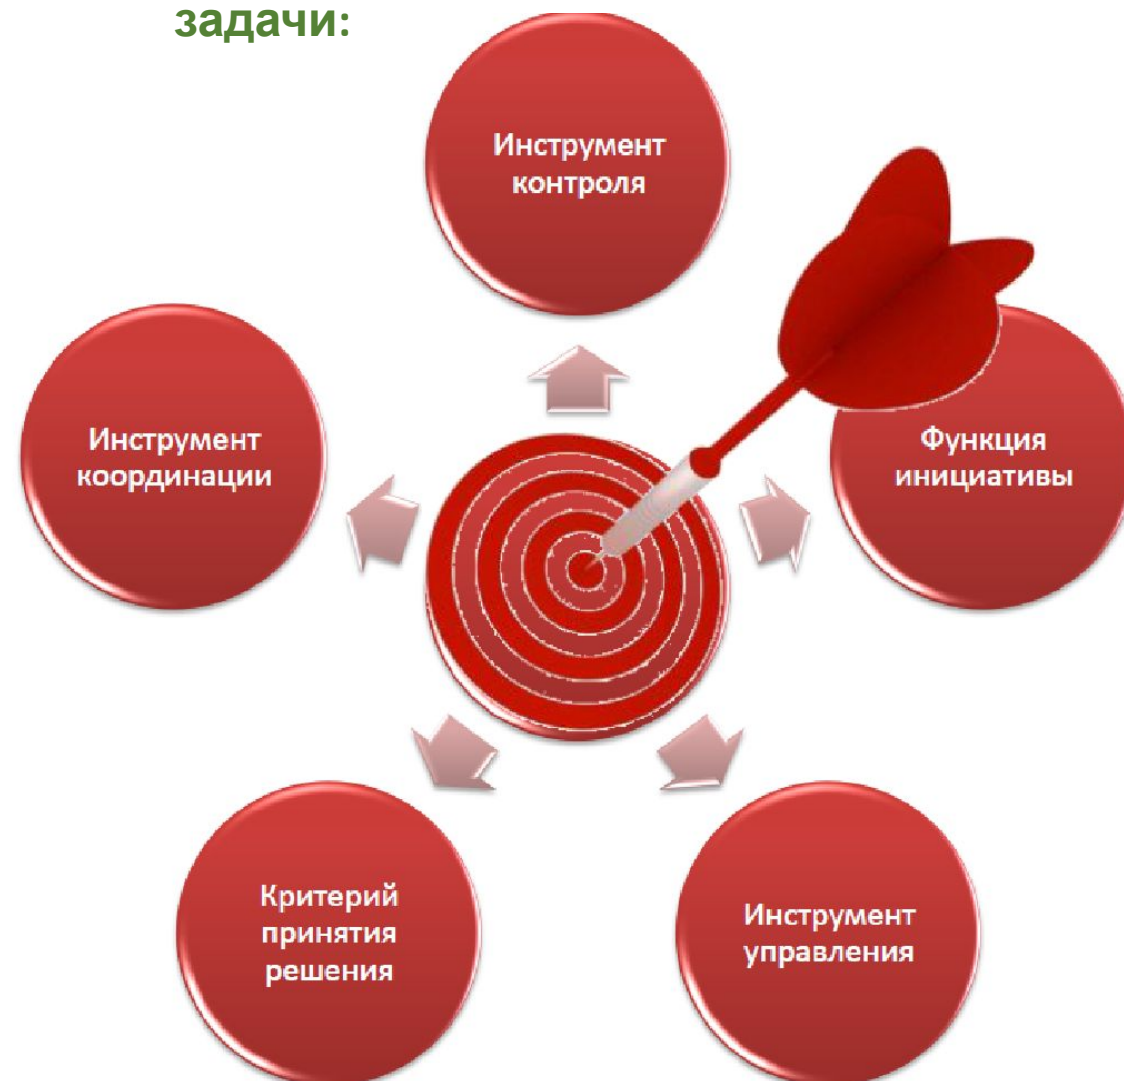 задачи:
Инструмент
контроля
Инструмент
координации
Функция
инициативы
Критерий
принятия
решения
Инструмент
управления